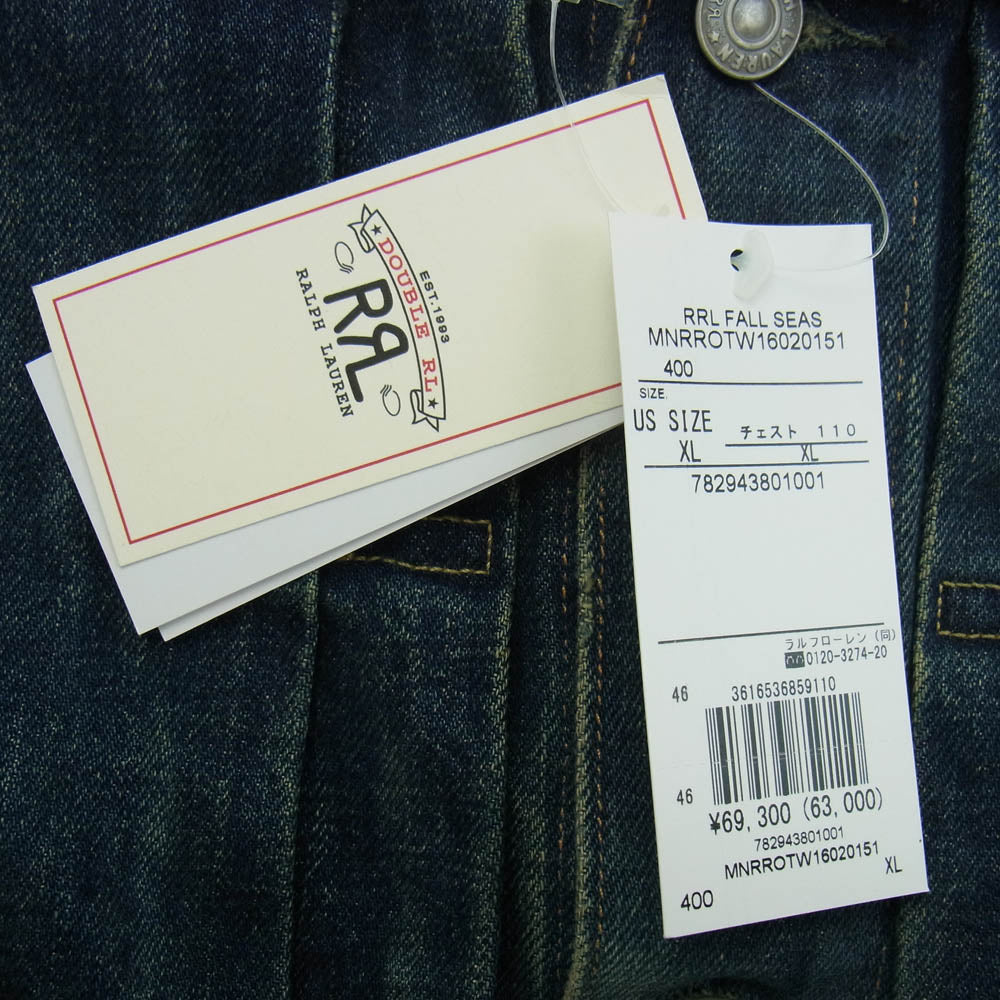 LAUREN
EST.1993
DOUBLE RL
RRL
RALPH LAUREN
RRL FALL SEAS
MNRROTW16020151
400
SIZE.
US SIZE
チェスト 110
XL
XL
782943801001
ラルフローレン(同)
0120-3274-20
46
3616536859110
46
¥69,300(63,000)
782943801001
MNRROTW16020151
400
XL